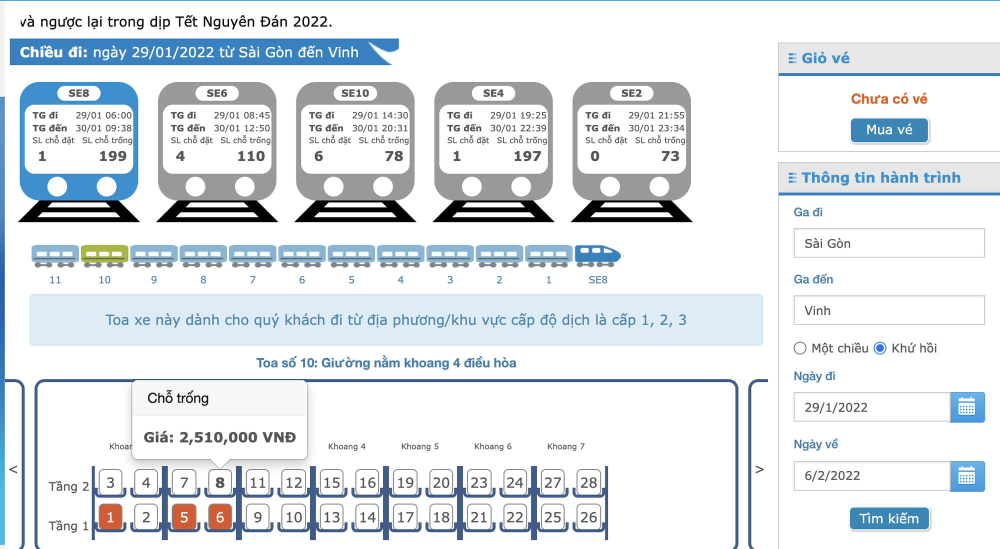 và ngược lại trong dịp Tết Nguyên Đán 2022.
Chiều đi: ngày 29/01/2022 từ Sài Gòn đến Vinh
SE8
TG đi 29/01 06:00
TG đến 30/01 09:38
SL chỗ đặt SL chỗ trống
1 199
SE6
TG đi 29/01 08:45
TG đến 30/01 12:50
SL chỗ đặt SL chỗ trống
4 110
SE10
TG đi 29/01 14:30
TG đến 30/01 20:31
SL chỗ đặt SL chỗ trống
6 78
SE4
TG đi 29/01 19:25
TG đến 30/01 22:39
SL chỗ đặt SL chỗ trống
1 197
SE2
TG đi 29/01 21:55
TG đến 30/01 23:34
SL chỗ đặt SL chỗ trống
0 73
11 10 9 8 7 6 5 4 3 2 1 SE8
Toa xe này dành cho quý khách đi từ địa phương/khu vực cấp độ dịch là cấp 1, 2, 3
Toa số 10: Giường nằm khoang 4 điều hòa
Chỗ trống
Giá: 2,510,000 VNĐ
Khoang 4 Khoang 5 Khoang 6 Khoang 7
< >
Tầng 2 3 4 7 8 11 12 15 16 19 20 23 24 27 28
Tầng 1 1 2 5 6 9 10 13 14 17 18 21 22 25 26
Giỏ vé
Chưa có vé
Mua vé
Thông tin hành trình
Ga đi
Sài Gòn
Ga đến
Vinh
Một chiều Khứ hồi
Ngày đi
29/1/2022
Ngày về
6/2/2022
Tìm kiếm